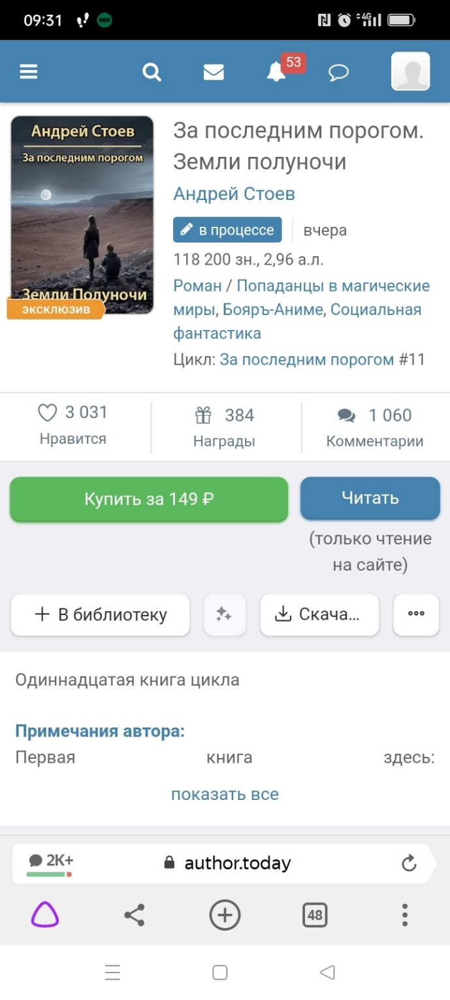 09:31
MIR
4G
53
Андрей Стоев
За последним порогом
Земли Полуночи
эксклюзив
За последним порогом.
Земли полуночи
Андрей Стоев
в процессе вчера
118 200 зн., 2,96 а.л.
Роман / Попаданцы в магические
миры, Бояръ-Аниме, Социальная
фантастика
Цикл: За последним порогом #11
3 031
Нравится
384
Награды
1 060
Комментарии
Купить за 149 ₽
Читать
(только чтение
на сайте)
+ В библиотеку
Скача...
Одиннадцатая книга цикла
Примечания автора:
Первая книга здесь:
показать все
2K+
author.today
48